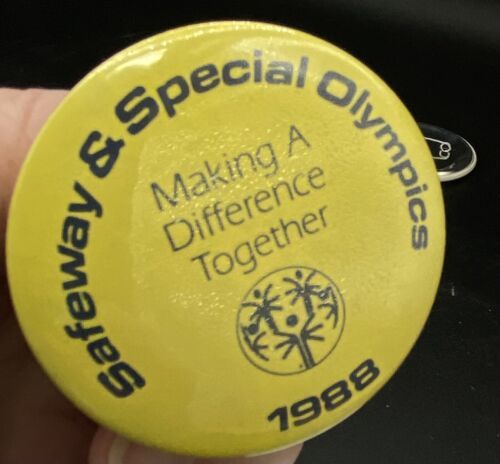 Safeway & Special Olympics
Making A
Difference
Together
1988